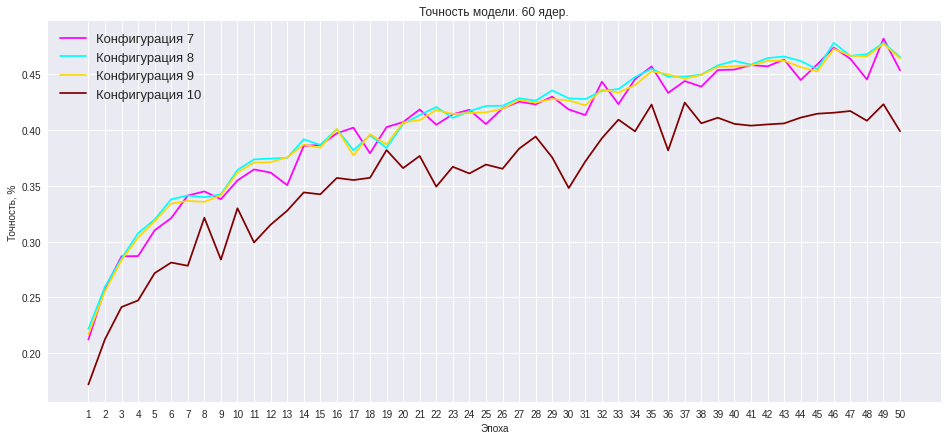 Точность модели. 60 ядер.
Конфигурация 7
Конфигурация 8
Конфигурация 9
Конфигурация 10
Точность, %
0.45
0.40
0.35
0.30
0.25
0.20
1 2 3 4 5 6 7 8 9 10 11 12 13 14 15 16 17 18 19 20 21 22 23 24 25 26 27 28 29 30 31 32 33 34 35 36 37 38 39 40 41 42 43 44 45 46 47 48 49 50
Эпоха